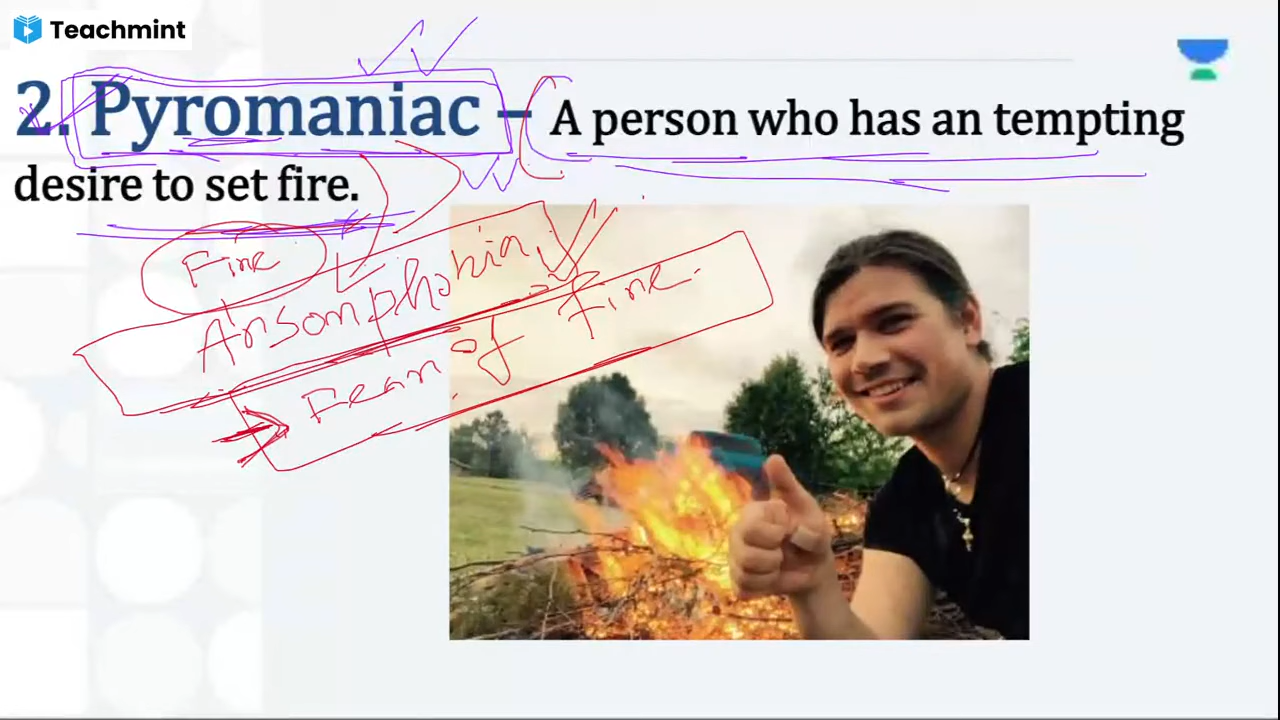 Teachmint
2. Pyromaniac – A person who has an tempting
desire to set fire.
Fire
Arsonphobia
Fear of fire